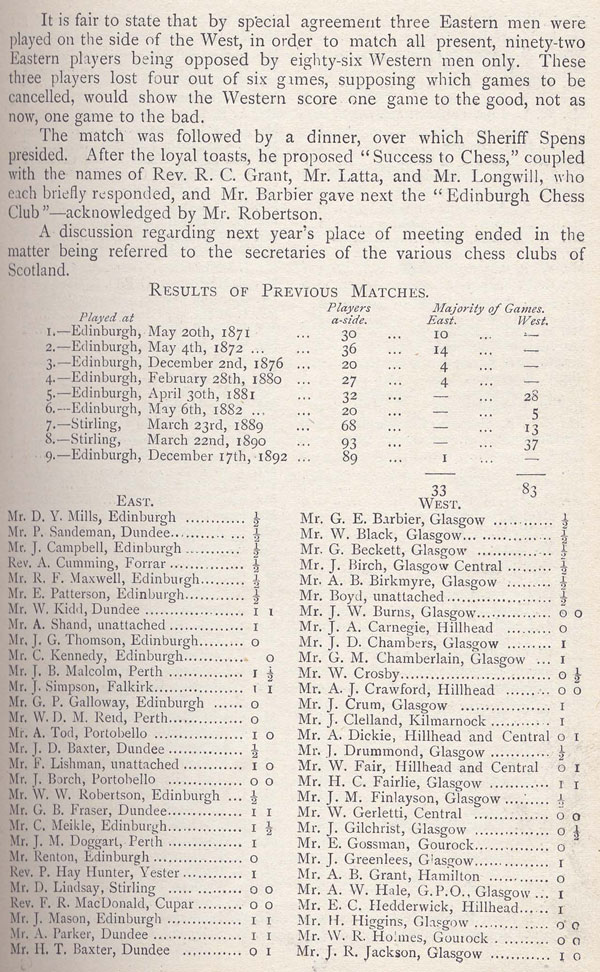 It is fair to state that by special agreement three Eastern men were
played on the side of the West, in order to match all present, ninety-two
Eastern players being opposed by eighty-six Western men only. These
three players lost four out of six games, supposing which games to be
cancelled, would show the Western score one game to the good, not as
now, one game to the bad.
The match was followed by a dinner, over which Sheriff Spens
presided. After the loyal toasts, he proposed “Success to Chess,” coupled
with the names of Rev. R. C. Grant, Mr. Latta, and Mr. Longwill, who
each briefly responded, and Mr. Barbier gave next the “Edinburgh Chess
Club”—acknowledged by Mr. Robertson.
A discussion regarding next year’s place of meeting ended in the
matter being referred to the secretaries of the various chess clubs of
Scotland.
RESULTS OF PREVIOUS MATCHES.
Played at Players a-side. Majority of Games. East. West.
1.—Edinburgh, May 20th, 1871 ... 30 ... 10 ... —
2.—Edinburgh, May 4th, 1872 ... ... 36 ... 14 ... —
3.—Edinburgh, December 2nd, 1876 ... 20 ... 4 ... —
4.—Edinburgh, February 28th, 1880 ... 27 ... 4 ... —
5.—Edinburgh, April 30th, 1881 ... 32 ... — ... 28
6.—Edinburgh, May 6th, 1882 ... ... 20 ... — ... 5
7.—Stirling, March 23rd, 1889 ... 68 ... — ... 13
8.—Stirling, March 22nd, 1890 ... 93 ... — ... 37
9.—Edinburgh, December 17th, 1892 ... 89 ... 1 ... —
33 83
EAST.
Mr. D. Y. Mills, Edinburgh ............ ½
Mr. P. Sandeman, Dundee............ ½
Mr. J. Campbell, Edinburgh ......... ½
Rev. A. Cumming, Forrar ............ ½
Mr. R. F. Maxwell, Edinburgh......... ½
Mr. E. Patterson, Edinburgh......... ½
Mr. W. Kidd, Dundee .................. 1 1
Mr. A. Shand, unattached ............ 1
Mr. J. G. Thomson, Edinburgh......... 0
Mr. C. Kennedy, Edinburgh............ 0
Mr. J. B. Malcolm, Perth ............ 1 ½
Mr. J. Simpson, Falkirk............... 1 1
Mr. G. P. Galloway, Edinburgh ...... 0
Mr. W. D. M. Reid, Perth............ 0
Mr. A. Tod, Portobello ............... 1 0
Mr. J. D. Baxter, Dundee ............ ½
Mr. F. Lishman, unattached ......... 1 0
Mr. J. Borch, Portobello ............ 0 0
Mr. W. W. Robertson, Edinburgh ... ½
Mr. G. B. Fraser, Dundee............ 1 1
Mr. C. Meikle, Edinburgh............ 1 ½
Mr. J. M. Doggart, Perth ............ 1
Mr. Renton, Edinburgh ............... 0
Rev. P. Hay Hunter, Yester ......... 1
Mr. D. Lindsay, Stirling ............ 0 0
Rev. F. R. MacDonald, Cupar ...... 0 0
Mr. J. Mason, Edinburgh ............ 1 1
Mr. A. Parker, Dundee ............... 1 1
Mr. H. T. Baxter, Dundee ............ 0 1
WEST.
Mr. G. E. Barbier, Glasgow ............ ½
Mr. W. Black, Glasgow............... ½
Mr. G. Beckett, Glasgow ............ ½
Mr. J. Birch, Glasgow Central ......... ½
Mr. A. B. Birkmyre, Glasgow ......... ½
Mr. Boyd, unattached.................. ½
Mr. J. W. Burns, Glasgow............ 0 0
Mr. J. A. Carnegie, Hillhead ......... 0
Mr. J. D. Chambers, Glasgow ......... 1
Mr. G. M. Chamberlain, Glasgow ... 1
Mr. W. Crosby........................ 0 ½
Mr. A. J. Crawford, Hillhead ......... 0 0
Mr. J. Crum, Glasgow ............... 1
Mr. J. Clelland, Kilmarnock ......... 1
Mr. A. Dickie, Hillhead and Central 0 1
Mr. J. Drummond, Glasgow............ ½
Mr. W. Fair, Hillhead and Central 0 1
Mr. H. C. Fairlie, Glasgow ............ 1 1
Mr. J. M. Finlayson, Glasgow......... ½
Mr. W. Gerletti, Central ............ 0 0
Mr. J. Gilchrist, Glasgow ............ 0 ½
Mr. E. Gossman, Gourock............ 0
Mr. J. Greenlees, Glasgow............ 1
Mr. A. B. Grant, Hamilton ............ 0
Mr. A. W. Hale, G.P.O., Glasgow ... 1
Mr. E. C. Hedderwick, Hillhead...... 1
Mr. H. Higgins, Glasgow ............ 0 0
Mr. W. R. Holmes, Gourock ......... 0 0
Mr. J. R. Jackson, Glasgow ......... 1 0